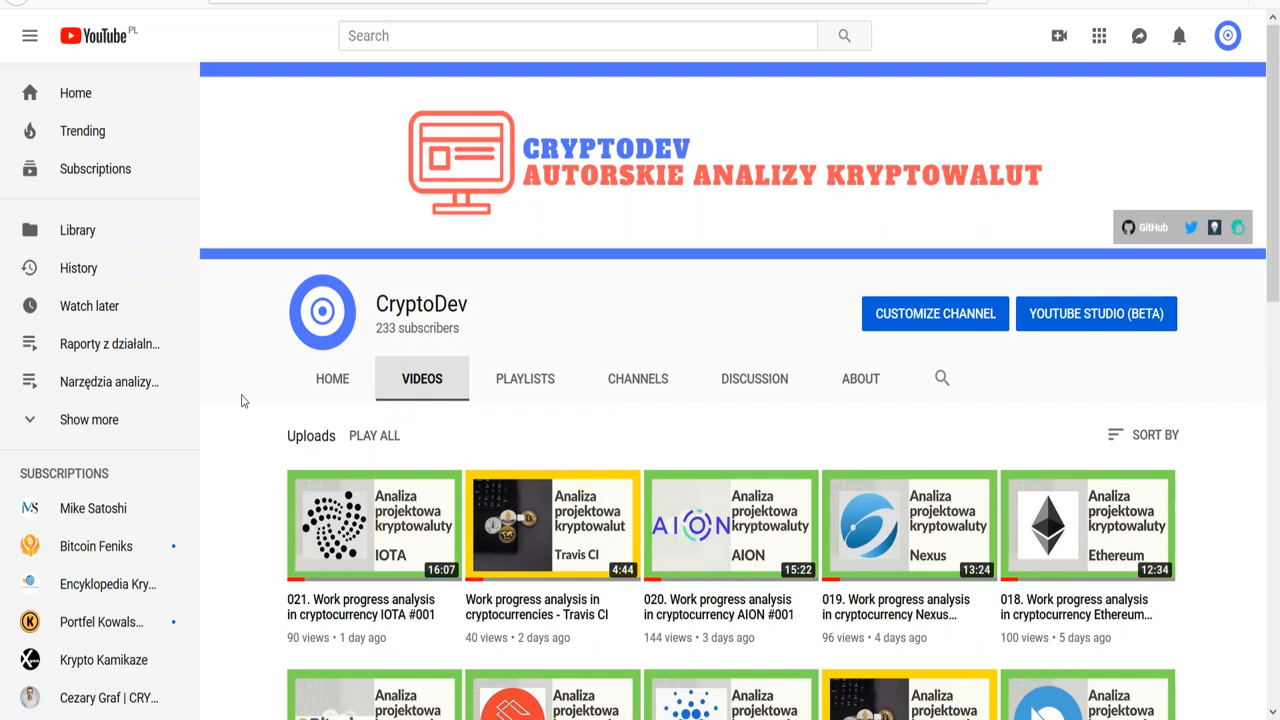 YouTube PL
Search
Home
Trending
Subscriptions
Library
History
Watch later
Raporty z działaln...
Narzędzia analizy...
Show more
SUBSCRIPTIONS
Mike Satoshi
Bitcoin Feniks
Encyklopedia Kry...
Portfel Kowals...
Krypto Kamikaze
Cezary Graf | CRY...
CRYPTODEV
AUTORSKIE ANALIZY KRYPTOWALUT
GitHub
CryptoDev
233 subscribers
CUSTOMIZE CHANNEL
YOUTUBE STUDIO (BETA)
HOME
VIDEOS
PLAYLISTS
CHANNELS
DISCUSSION
ABOUT
Uploads
PLAY ALL
SORT BY
Analiza
projektowa
kryptowaluty
IOTA
16:07
021. Work progress analysis
in cryptocurrency IOTA #001
90 views • 1 day ago
Analiza
projektowa
kryptowalut
Travis CI
4:44
Work progress analysis in
cryptocurrencies - Travis CI
40 views • 2 days ago
AION
Analiza
projektowa
kryptowaluty
AION
15:22
020. Work progress analysis
in cryptocurrency AION #001
144 views • 3 days ago
Analiza
projektowa
kryptowaluty
Nexus
13:24
019. Work progress analysis
in cryptocurrency Nexus...
96 views • 4 days ago
Analiza
projektowa
kryptowaluty
Ethereum
12:34
018. Work progress analysis
in cryptocurrency Ethereum...
100 views • 5 days ago
Analiza
projektowa
Analiza
projektowa
Analiza
projektowa
Analiza
projektowa
Analiza
projektowa